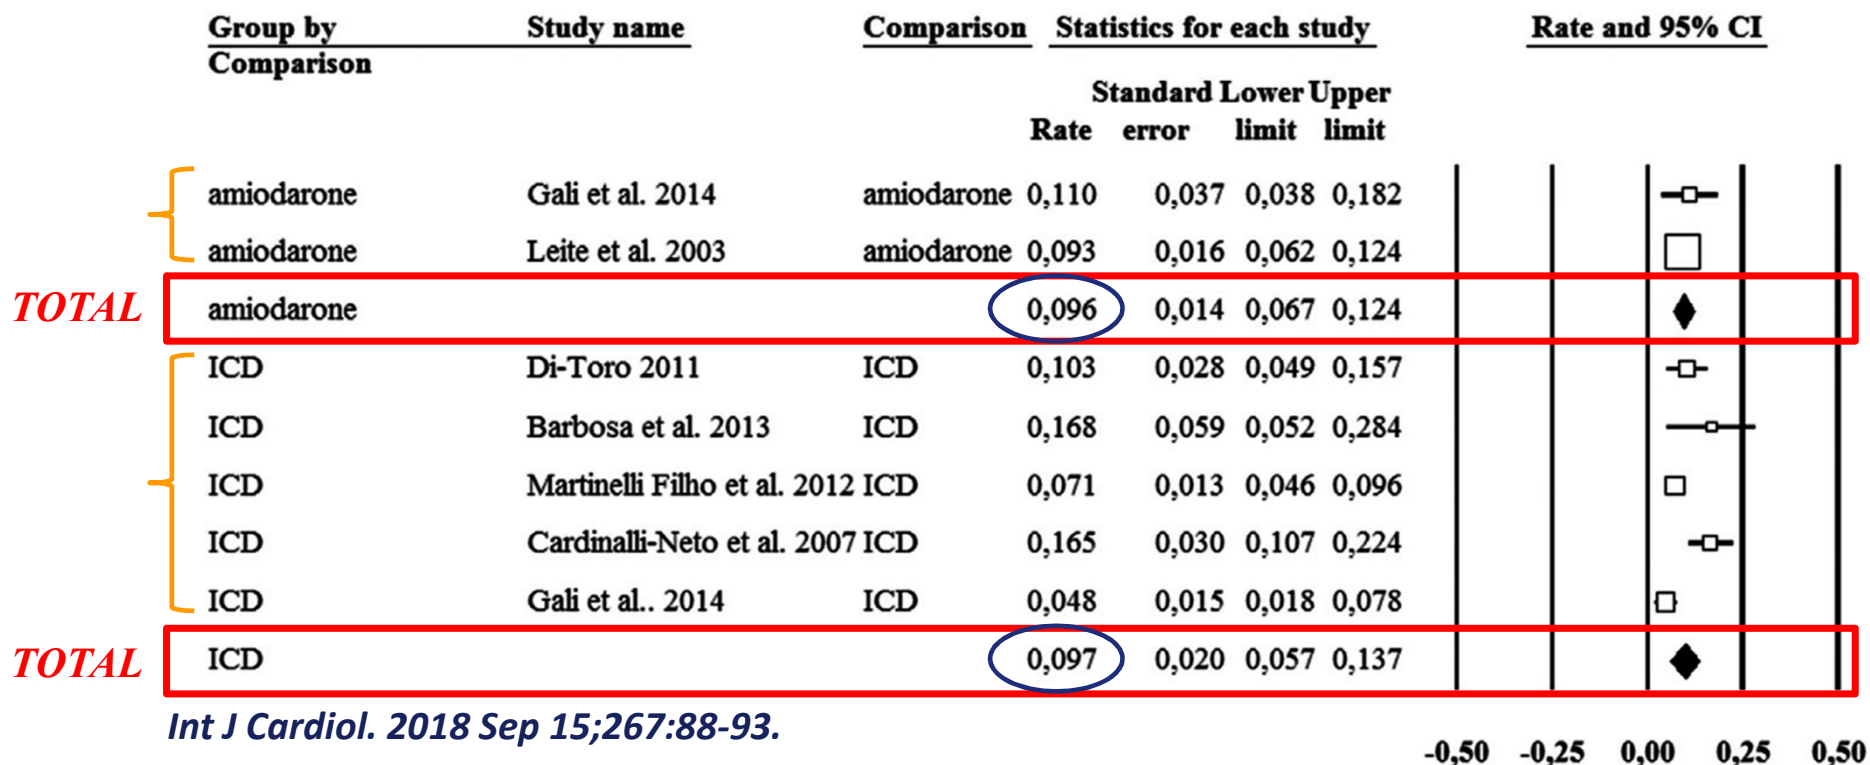 Group by Study name Comparison Statistics for each study Rate and 95% CI
Comparison
Standard Lower Upper
Rate error limit limit
amiodarone Gali et al. 2014 amiodarone 0,110 0,037 0,038 0,182
amiodarone Leite et al. 2003 amiodarone 0,093 0,016 0,062 0,124
TOTAL amiodarone 0,096 0,014 0,067 0,124
ICD Di-Toro 2011 ICD 0,103 0,028 0,049 0,157
ICD Barbosa et al. 2013 ICD 0,168 0,059 0,052 0,284
ICD Martinelli Filho et al. 2012 ICD 0,071 0,013 0,046 0,096
ICD Cardinalli-Neto et al. 2007 ICD 0,165 0,030 0,107 0,224
ICD Gali et al.. 2014 ICD 0,048 0,015 0,018 0,078
TOTAL ICD 0,097 0,020 0,057 0,137
Int J Cardiol. 2018 Sep 15;267:88-93.
-0,50 -0,25 0,00 0,25 0,50